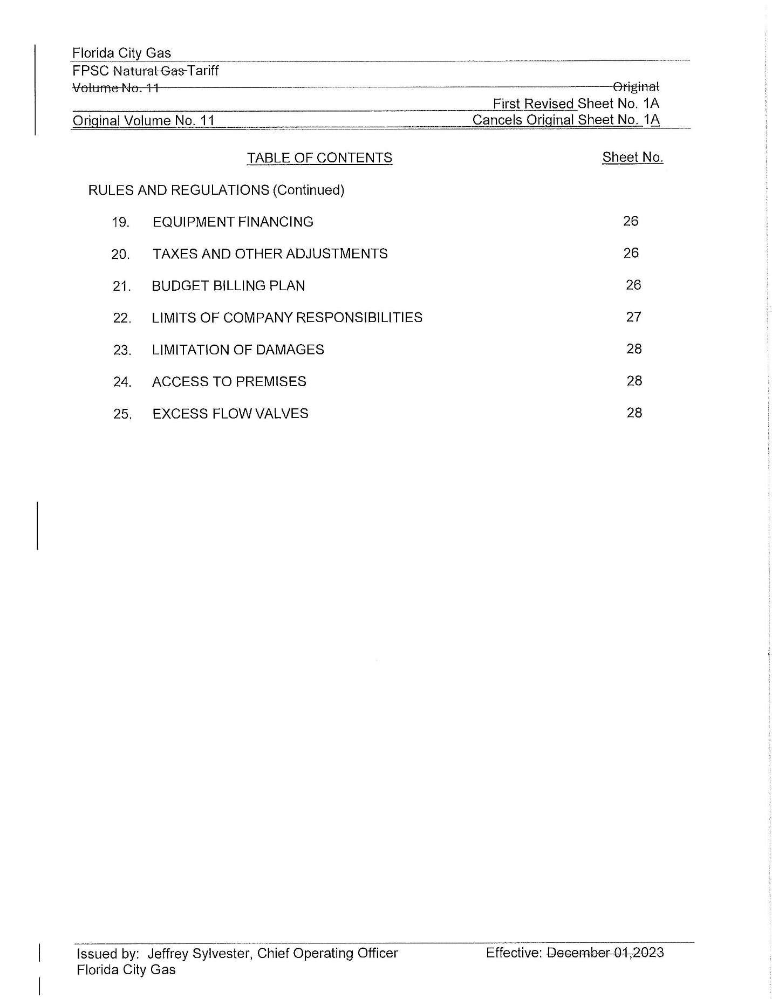 Florida City Gas
FPSC Natural Gas Tariff
Volume No. 11 Original
First Revised Sheet No. 1A
Original Volume No. 11 Cancels Original Sheet No. 1A
TABLE OF CONTENTS Sheet No.
RULES AND REGULATIONS (Continued)
19. EQUIPMENT FINANCING 26
20. TAXES AND OTHER ADJUSTMENTS 26
21. BUDGET BILLING PLAN 26
22. LIMITS OF COMPANY RESPONSIBILITIES 27
23. LIMITATION OF DAMAGES 28
24. ACCESS TO PREMISES 28
25. EXCESS FLOW VALVES 28
Issued by: Jeffrey Sylvester, Chief Operating Officer Effective: December 01,2023
Florida City Gas